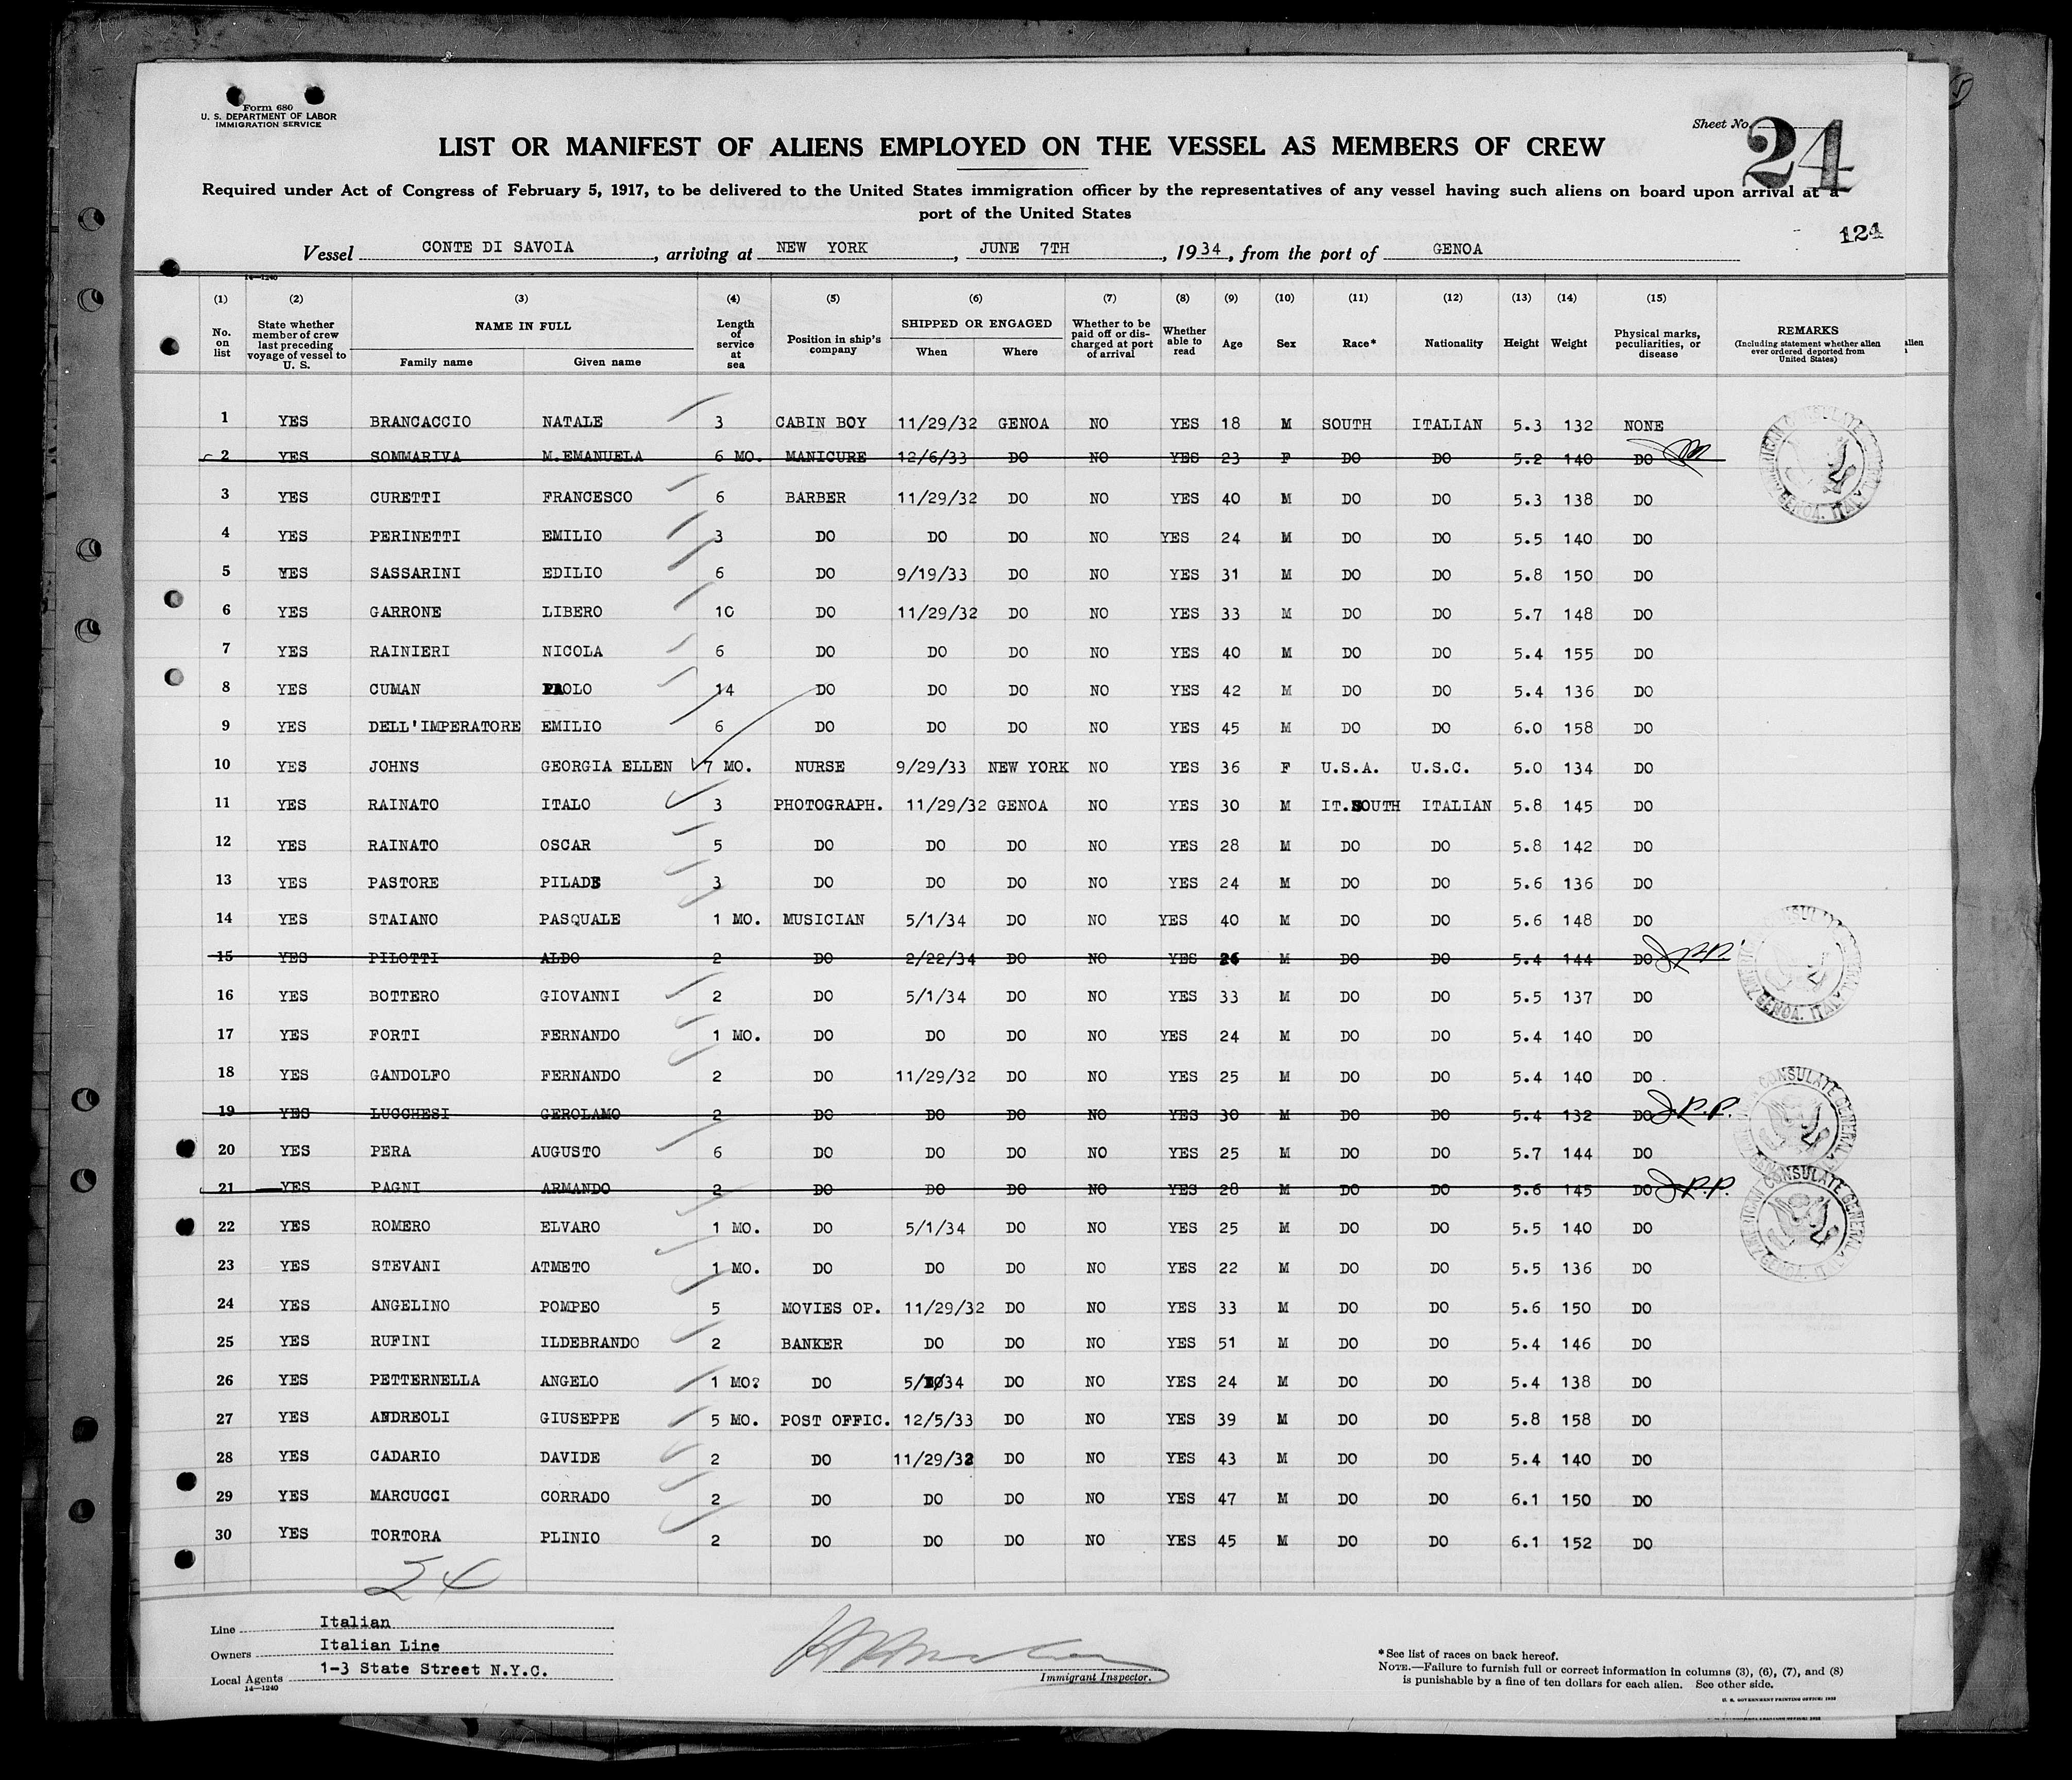 Form 680
U. S. DEPARTMENT OF LABOR
IMMIGRATION SERVICE
Sheet No.
24
LIST OR MANIFEST OF ALIENS EMPLOYED ON THE VESSEL AS MEMBERS OF CREW
Required under Act of Congress of February 5, 1917, to be delivered to the United States immigration officer by the representatives of any vessel having such aliens on board upon arrival at a
port of the United States
124
Vessel CONTE DI SAVOIA, arriving at NEW YORK, JUNE 7TH, 1934, from the port of GENOA
14—1240
(1) (2) (3) (4) (5) (6) (7) (8) (9) (10) (11) (12) (13) (14) (15)
No. on list State whether member of crew last preceding voyage of vessel to U. S. NAME IN FULL Family name Given name Length of service at sea Position in ship's company SHIPPED OR ENGAGED When Where Whether to be paid off or discharged at port of arrival Whether able to read Age Sex Race* Nationality Height Weight Physical marks, peculiarities, or disease REMARKS (Including statement whether alien ever ordered deported from United States)
1 YES BRANCACCIO NATALE 3 CABIN BOY 11/29/32 GENOA NO YES 18 M SOUTH ITALIAN 5.3 132 NONE
2 YES SOMMARIVA M.EMANUELA 6 MO. MANICURE 12/6/33 DO NO YES 23 F DO DO 5.2 140 DO
3 YES CURETTI FRANCESCO 6 BARBER 11/29/32 DO NO YES 40 M DO DO 5.3 138 DO
4 YES PERINETTI EMILIO 3 DO DO DO NO YES 24 M DO DO 5.5 140 DO
5 YES SASSARINI EDILIO 6 DO 9/19/33 DO NO YES 31 M DO DO 5.8 150 DO
6 YES GARRONE LIBERO 10 DO 11/29/32 DO NO YES 33 M DO DO 5.7 148 DO
7 YES RAINIERI NICOLA 6 DO DO DO NO YES 40 M DO DO 5.4 155 DO
8 YES CUMAN PAOLO 14 DO DO DO NO YES 42 M DO DO 5.4 136 DO
9 YES DELL'IMPERATORE EMILIO 6 DO DO DO NO YES 45 M DO DO 6.0 158 DO
10 YES JOHNS GEORGIA ELLEN 7 MO. NURSE 9/29/33 NEW YORK NO YES 36 F U.S.A. U.S.C. 5.0 134 DO
11 YES RAINATO ITALO 3 PHOTOGRAPH. 11/29/32 GENOA NO YES 30 M IT.SOUTH ITALIAN 5.8 145 DO
12 YES RAINATO OSCAR 5 DO DO DO NO YES 28 M DO DO 5.8 142 DO
13 YES PASTORE PILADE 3 DO DO DO NO YES 24 M DO DO 5.6 136 DO
14 YES STAIANO PASQUALE 1 MO. MUSICIAN 5/1/34 DO NO YES 40 M DO DO 5.6 148 DO
15 YES PILOTTI ALDO 2 DO 2/22/34 DO NO YES 26 M DO DO 5.4 144 DO J.P.P.
16 YES BOTTERO GIOVANNI 2 DO 5/1/34 DO NO YES 33 M DO DO 5.5 137 DO
17 YES FORTI FERNANDO 1 MO. DO DO DO NO YES 24 M DO DO 5.4 140 DO
18 YES GANDOLFO FERNANDO 2 DO 11/29/32 DO NO YES 25 M DO DO 5.4 140 DO
19 YES LUCCHESI GEROLAMO 2 DO DO DO NO YES 30 M DO DO 5.4 132 DO J.P.P.
20 YES PERA AUGUSTO 6 DO DO DO NO YES 25 M DO DO 5.7 144 DO
21 YES PAGNI ARMANDO 2 DO DO DO NO YES 28 M DO DO 5.6 145 DO J.P.P.
22 YES ROMERO ELVARO 1 MO. DO 5/1/34 DO NO YES 25 M DO DO 5.5 140 DO
23 YES STEVANI ATMETO 1 MO. DO DO DO NO YES 22 M DO DO 5.5 136 DO
24 YES ANGELINO POMPEO 5 MOVIES OP. 11/29/32 DO NO YES 33 M DO DO 5.6 150 DO
25 YES RUFINI ILDEBRANDO 2 BANKER DO DO NO YES 51 M DO DO 5.4 146 DO
26 YES PETTERNELLA ANGELO 1 MO? DO DO NO YES 24 M DO DO 5.4 138 DO
27 YES ANDREOLI GIUSEPPE 5 MO. POST OFFIC. 12/5/33 DO NO YES 39 M DO DO 5.8 158 DO
28 YES CADARIO DAVIDE 2 DO 11/29/32 DO NO YES 43 M DO DO 5.4 140 DO
29 YES MARCUCCI CORRADO 2 DO DO DO NO YES 47 M DO DO 6.1 150 DO
30 YES TORTORA PLINIO 2 DO DO DO NO YES 45 M DO DO 6.1 152 DO
AMERICAN CONSULATE GENERAL GENOA. ITALY
Line Italian
Owners Italian Line
Local Agents 1-3 State Street N.Y.C.
14—1240
Immigrant Inspector.
*See list of races on back hereof.
NOTE.—Failure to furnish full or correct information in columns (3), (6), (7), and (8)
is punishable by a fine of ten dollars for each alien. See other side.
U. S. GOVERNMENT PRINTING OFFICE: 1932